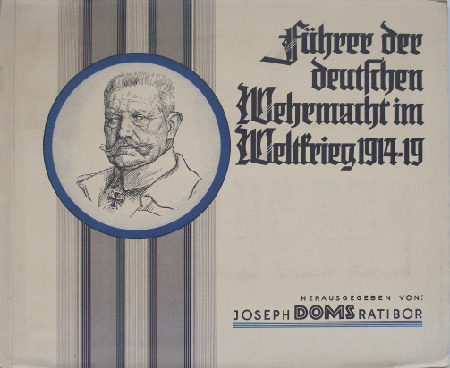 Führer der
deutschen
Wehrmacht im
Weltkrieg 1914-19
HERAUSGEGEBEN VON:
JOSEPH DOMS RATIBOR